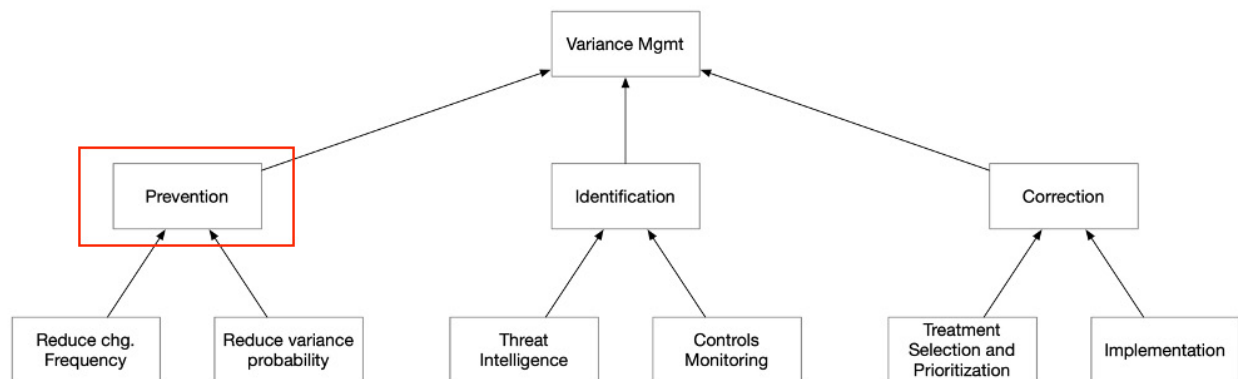 Variance Mgmt
Prevention
Identification
Correction
Reduce chg.
Frequency
Reduce variance
probability
Threat
Intelligence
Controls
Monitoring
Treatment
Selection and
Prioritization
Implementation